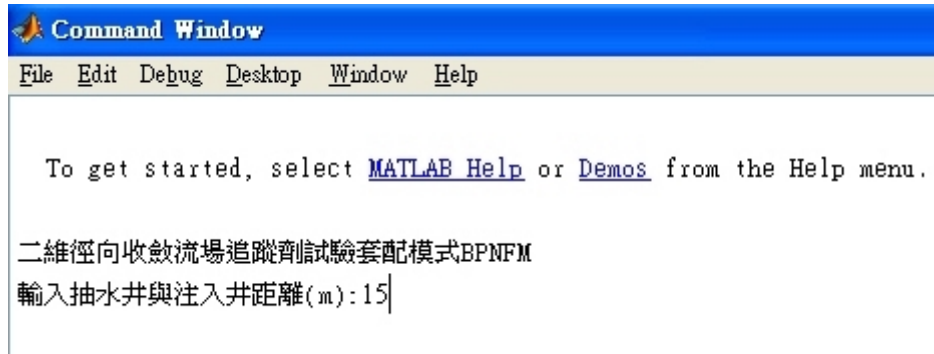 Command Window
File Edit Debug Desktop Window Help
To get started, select MATLAB Help or Demos from the Help menu.
二維徑向收斂流場追蹤劑試驗套配模式BPNFM
輸入抽水井與注入井距離(m):15